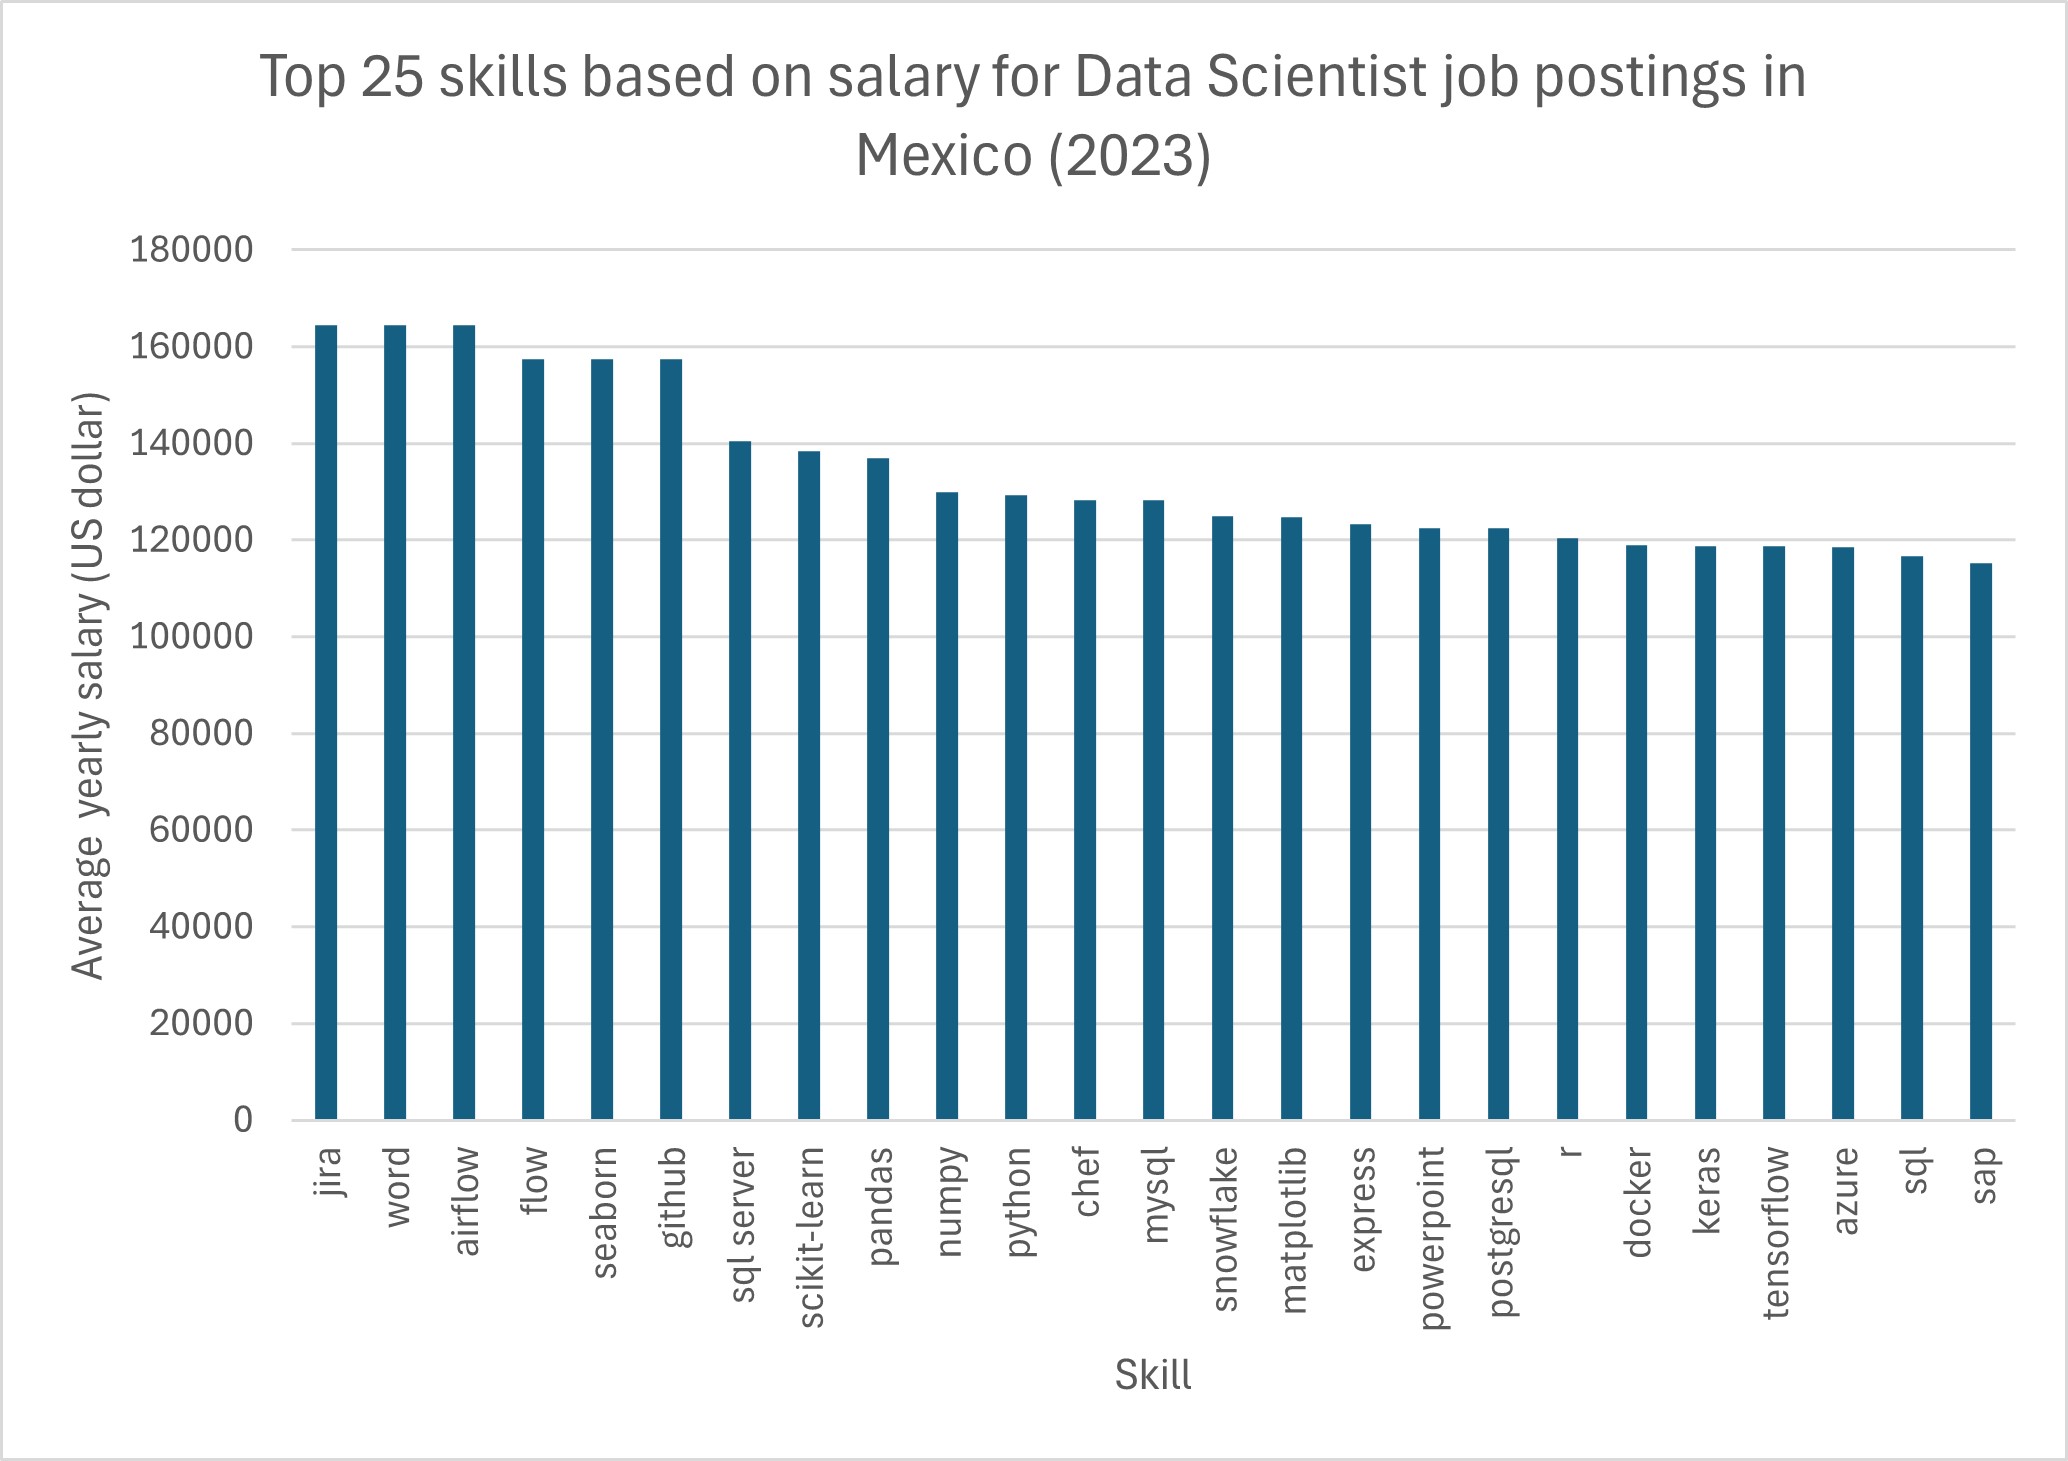 Top 25 skills based on salary for Data Scientist job postings in
Mexico (2023)
Average yearly salary (US dollar)
180000
160000
140000
120000
100000
80000
60000
40000
20000
0
jira
word
airflow
flow
seaborn
github
sql server
scikit-learn
pandas
numpy
python
chef
mysql
snowflake
matplotlib
express
powerpoint
postgresql
r
docker
keras
tensorflow
azure
sql
sap
Skill